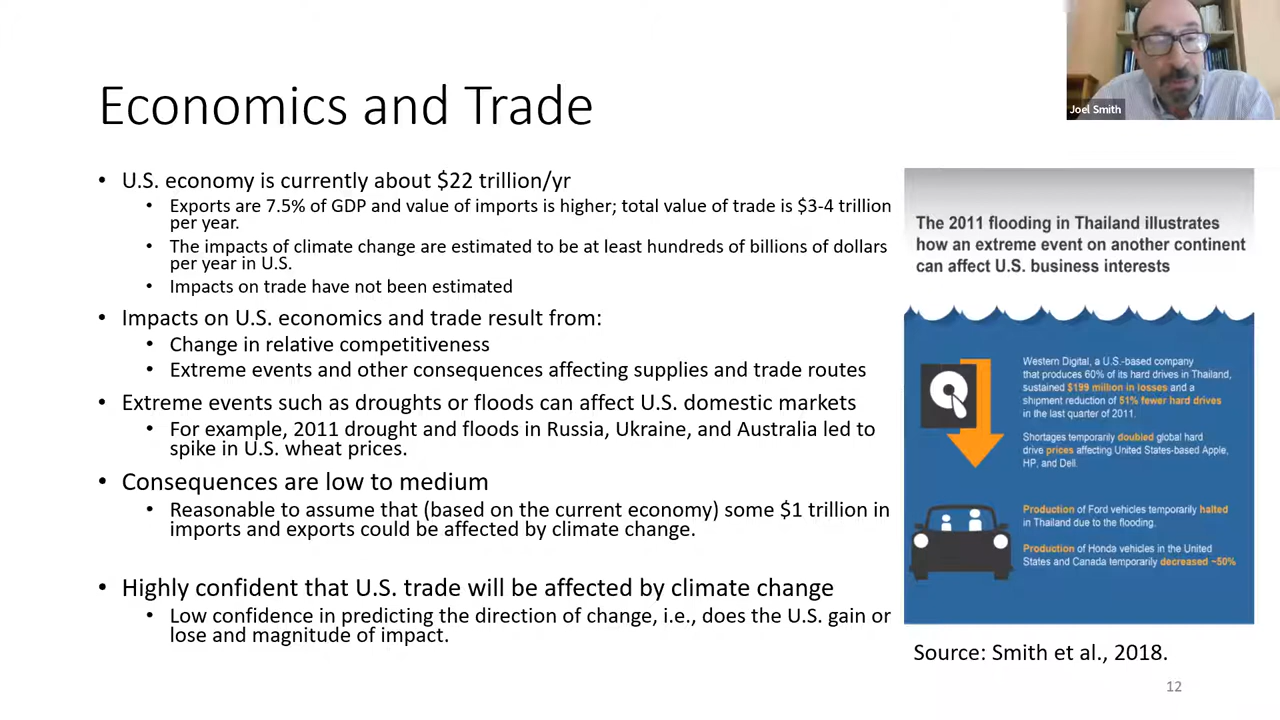 Joel Smith
Economics and Trade
• U.S. economy is currently about $22 trillion/yr
• Exports are 7.5% of GDP and value of imports is higher; total value of trade is $3-4 trillion
per year.
• The impacts of climate change are estimated to be at least hundreds of billions of dollars
per year in U.S.
• Impacts on trade have not been estimated
• Impacts on U.S. economics and trade result from:
• Change in relative competitiveness
• Extreme events and other consequences affecting supplies and trade routes
• Extreme events such as droughts or floods can affect U.S. domestic markets
• For example, 2011 drought and floods in Russia, Ukraine, and Australia led to
spike in U.S. wheat prices.
• Consequences are low to medium
• Reasonable to assume that (based on the current economy) some $1 trillion in
imports and exports could be affected by climate change.
• Highly confident that U.S. trade will be affected by climate change
• Low confidence in predicting the direction of change, i.e., does the U.S. gain or
lose and magnitude of impact.
The 2011 flooding in Thailand illustrates
how an extreme event on another continent
can affect U.S. business interests
Western Digital, a U.S.-based company
that produces 60% of its hard drives in Thailand,
sustained $199 million in losses and a
shipment reduction of 51% fewer hard drives
in the last quarter of 2011.
Shortages temporarily doubled global hard
drive prices affecting United States-based Apple,
HP, and Dell.
Production of Ford vehicles temporarily halted
in Thailand due to the flooding.
Production of Honda vehicles in the United
States and Canada temporarily decreased ~50%
Source: Smith et al., 2018.
12